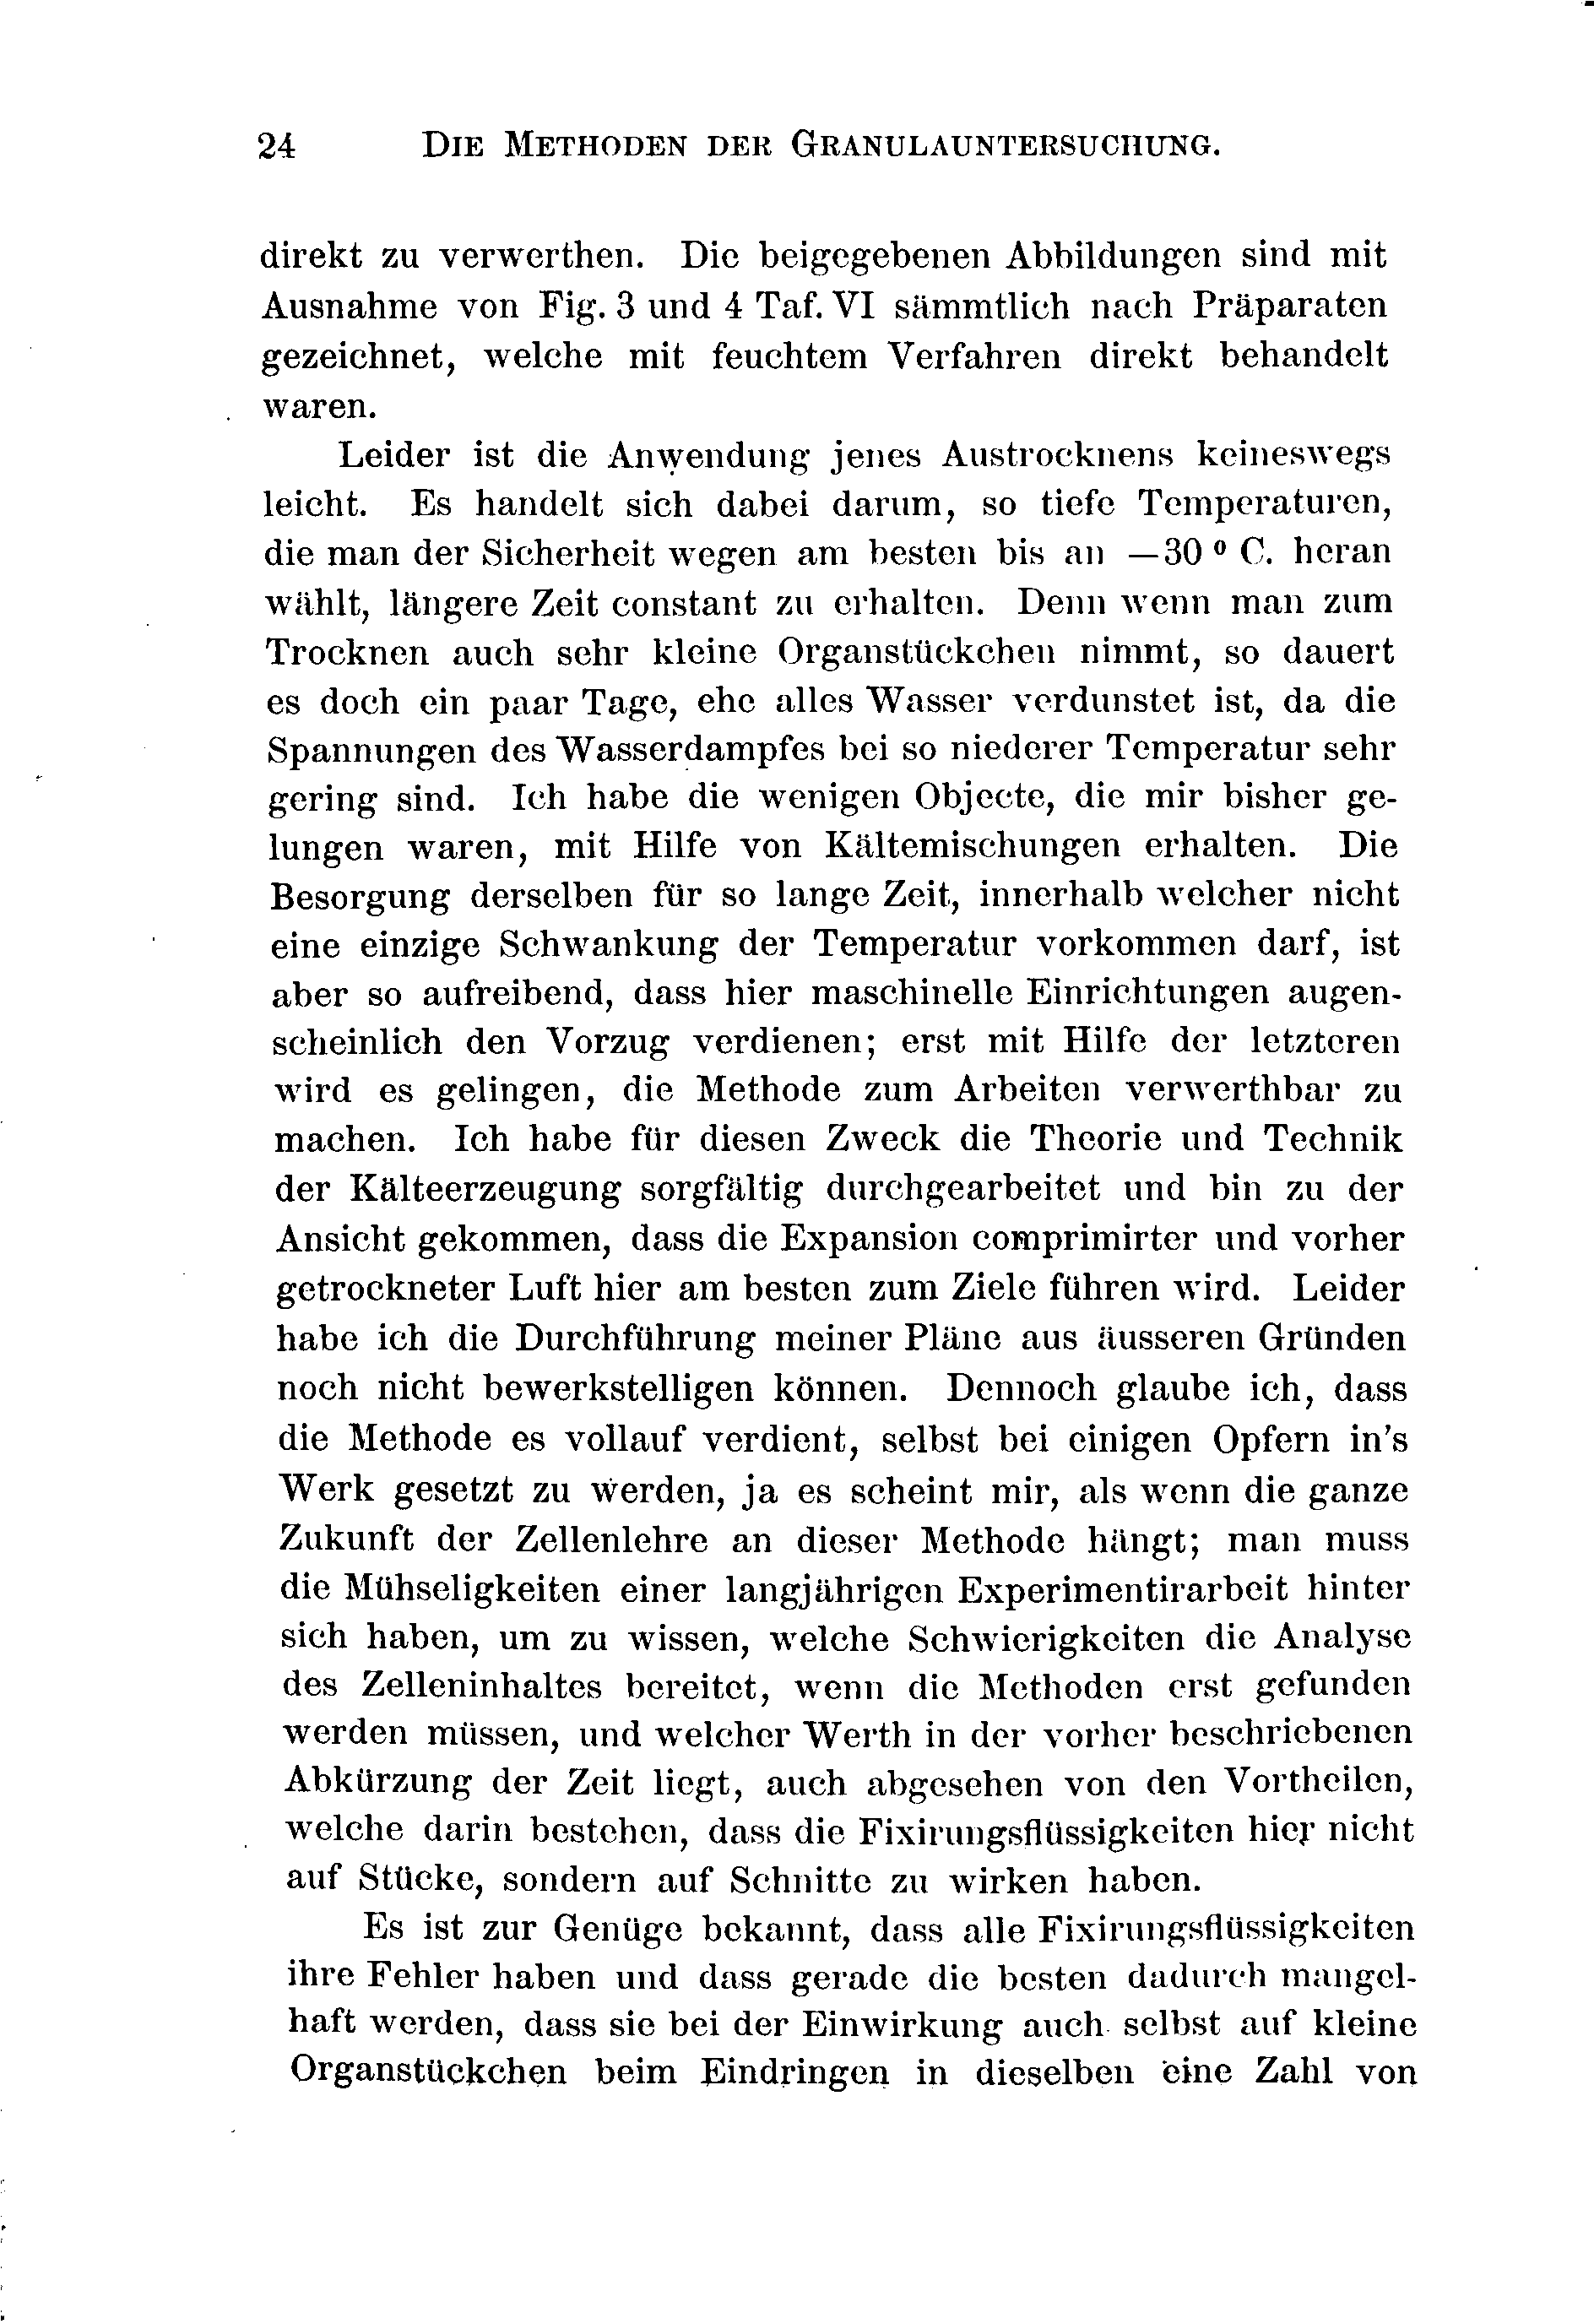 24 DIE METHODEN DER GRANULAUNTERSUCHUNG.
direkt zu verwerthen. Die beigegebenen Abbildungen sind mit
Ausnahme von Fig. 3 und 4 Taf. VI sämmtlich nach Präparaten
gezeichnet, welche mit feuchtem Verfahren direkt behandelt
waren.
Leider ist die Anwendung jenes Austrocknens keineswegs
leicht. Es handelt sich dabei darum, so tiefe Temperaturen,
die man der Sicherheit wegen am besten bis an —30 ⁰ C. heran
wählt, längere Zeit constant zu erhalten. Denn wenn man zum
Trocknen auch sehr kleine Organstückchen nimmt, so dauert
es doch ein paar Tage, ehe alles Wasser verdunstet ist, da die
Spannungen des Wasserdampfes bei so niederer Temperatur sehr
gering sind. Ich habe die wenigen Objecte, die mir bisher ge-
lungen waren, mit Hilfe von Kältemischungen erhalten. Die
Besorgung derselben für so lange Zeit, innerhalb welcher nicht
eine einzige Schwankung der Temperatur vorkommen darf, ist
aber so aufreibend, dass hier maschinelle Einrichtungen augen-
scheinlich den Vorzug verdienen; erst mit Hilfe der letzteren
wird es gelingen, die Methode zum Arbeiten verwerthbar zu
machen. Ich habe für diesen Zweck die Theorie und Technik
der Kälteerzeugung sorgfältig durchgearbeitet und bin zu der
Ansicht gekommen, dass die Expansion comprimirter und vorher
getrockneter Luft hier am besten zum Ziele führen wird. Leider
habe ich die Durchführung meiner Pläne aus äusseren Gründen
noch nicht bewerkstelligen können. Dennoch glaube ich, dass
die Methode es vollauf verdient, selbst bei einigen Opfern in's
Werk gesetzt zu werden, ja es scheint mir, als wenn die ganze
Zukunft der Zellenlehre an dieser Methode hängt; man muss
die Mühseligkeiten einer langjährigen Experimentirarbeit hinter
sich haben, um zu wissen, welche Schwierigkeiten die Analyse
des Zelleninhaltes bereitet, wenn die Methoden erst gefunden
werden müssen, und welcher Werth in der vorher beschriebenen
Abkürzung der Zeit liegt, auch abgesehen von den Vortheilen,
welche darin bestehen, dass die Fixirungsflüssigkeiten hier nicht
auf Stücke, sondern auf Schnitte zu wirken haben.
Es ist zur Genüge bekannt, dass alle Fixirungsflüssigkeiten
ihre Fehler haben und dass gerade die besten dadurch mangel-
haft werden, dass sie bei der Einwirkung auch selbst auf kleine
Organstückchen beim Eindringen in dieselben eine Zahl von